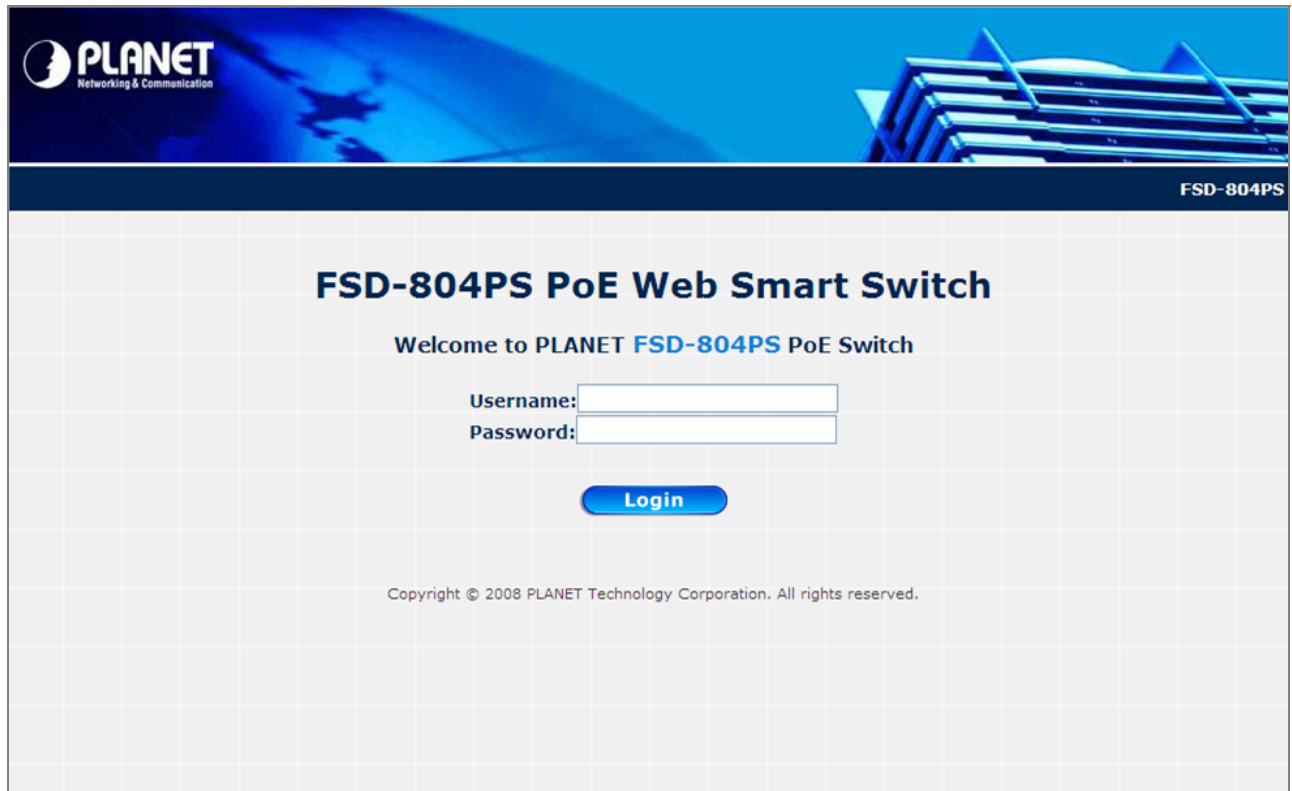 PLANET
Networking & Communication
FSD-804PS
FSD-804PS PoE Web Smart Switch
Welcome to PLANET FSD-804PS PoE Switch
Username:
Password:
Login
Copyright © 2008 PLANET Technology Corporation. All rights reserved.